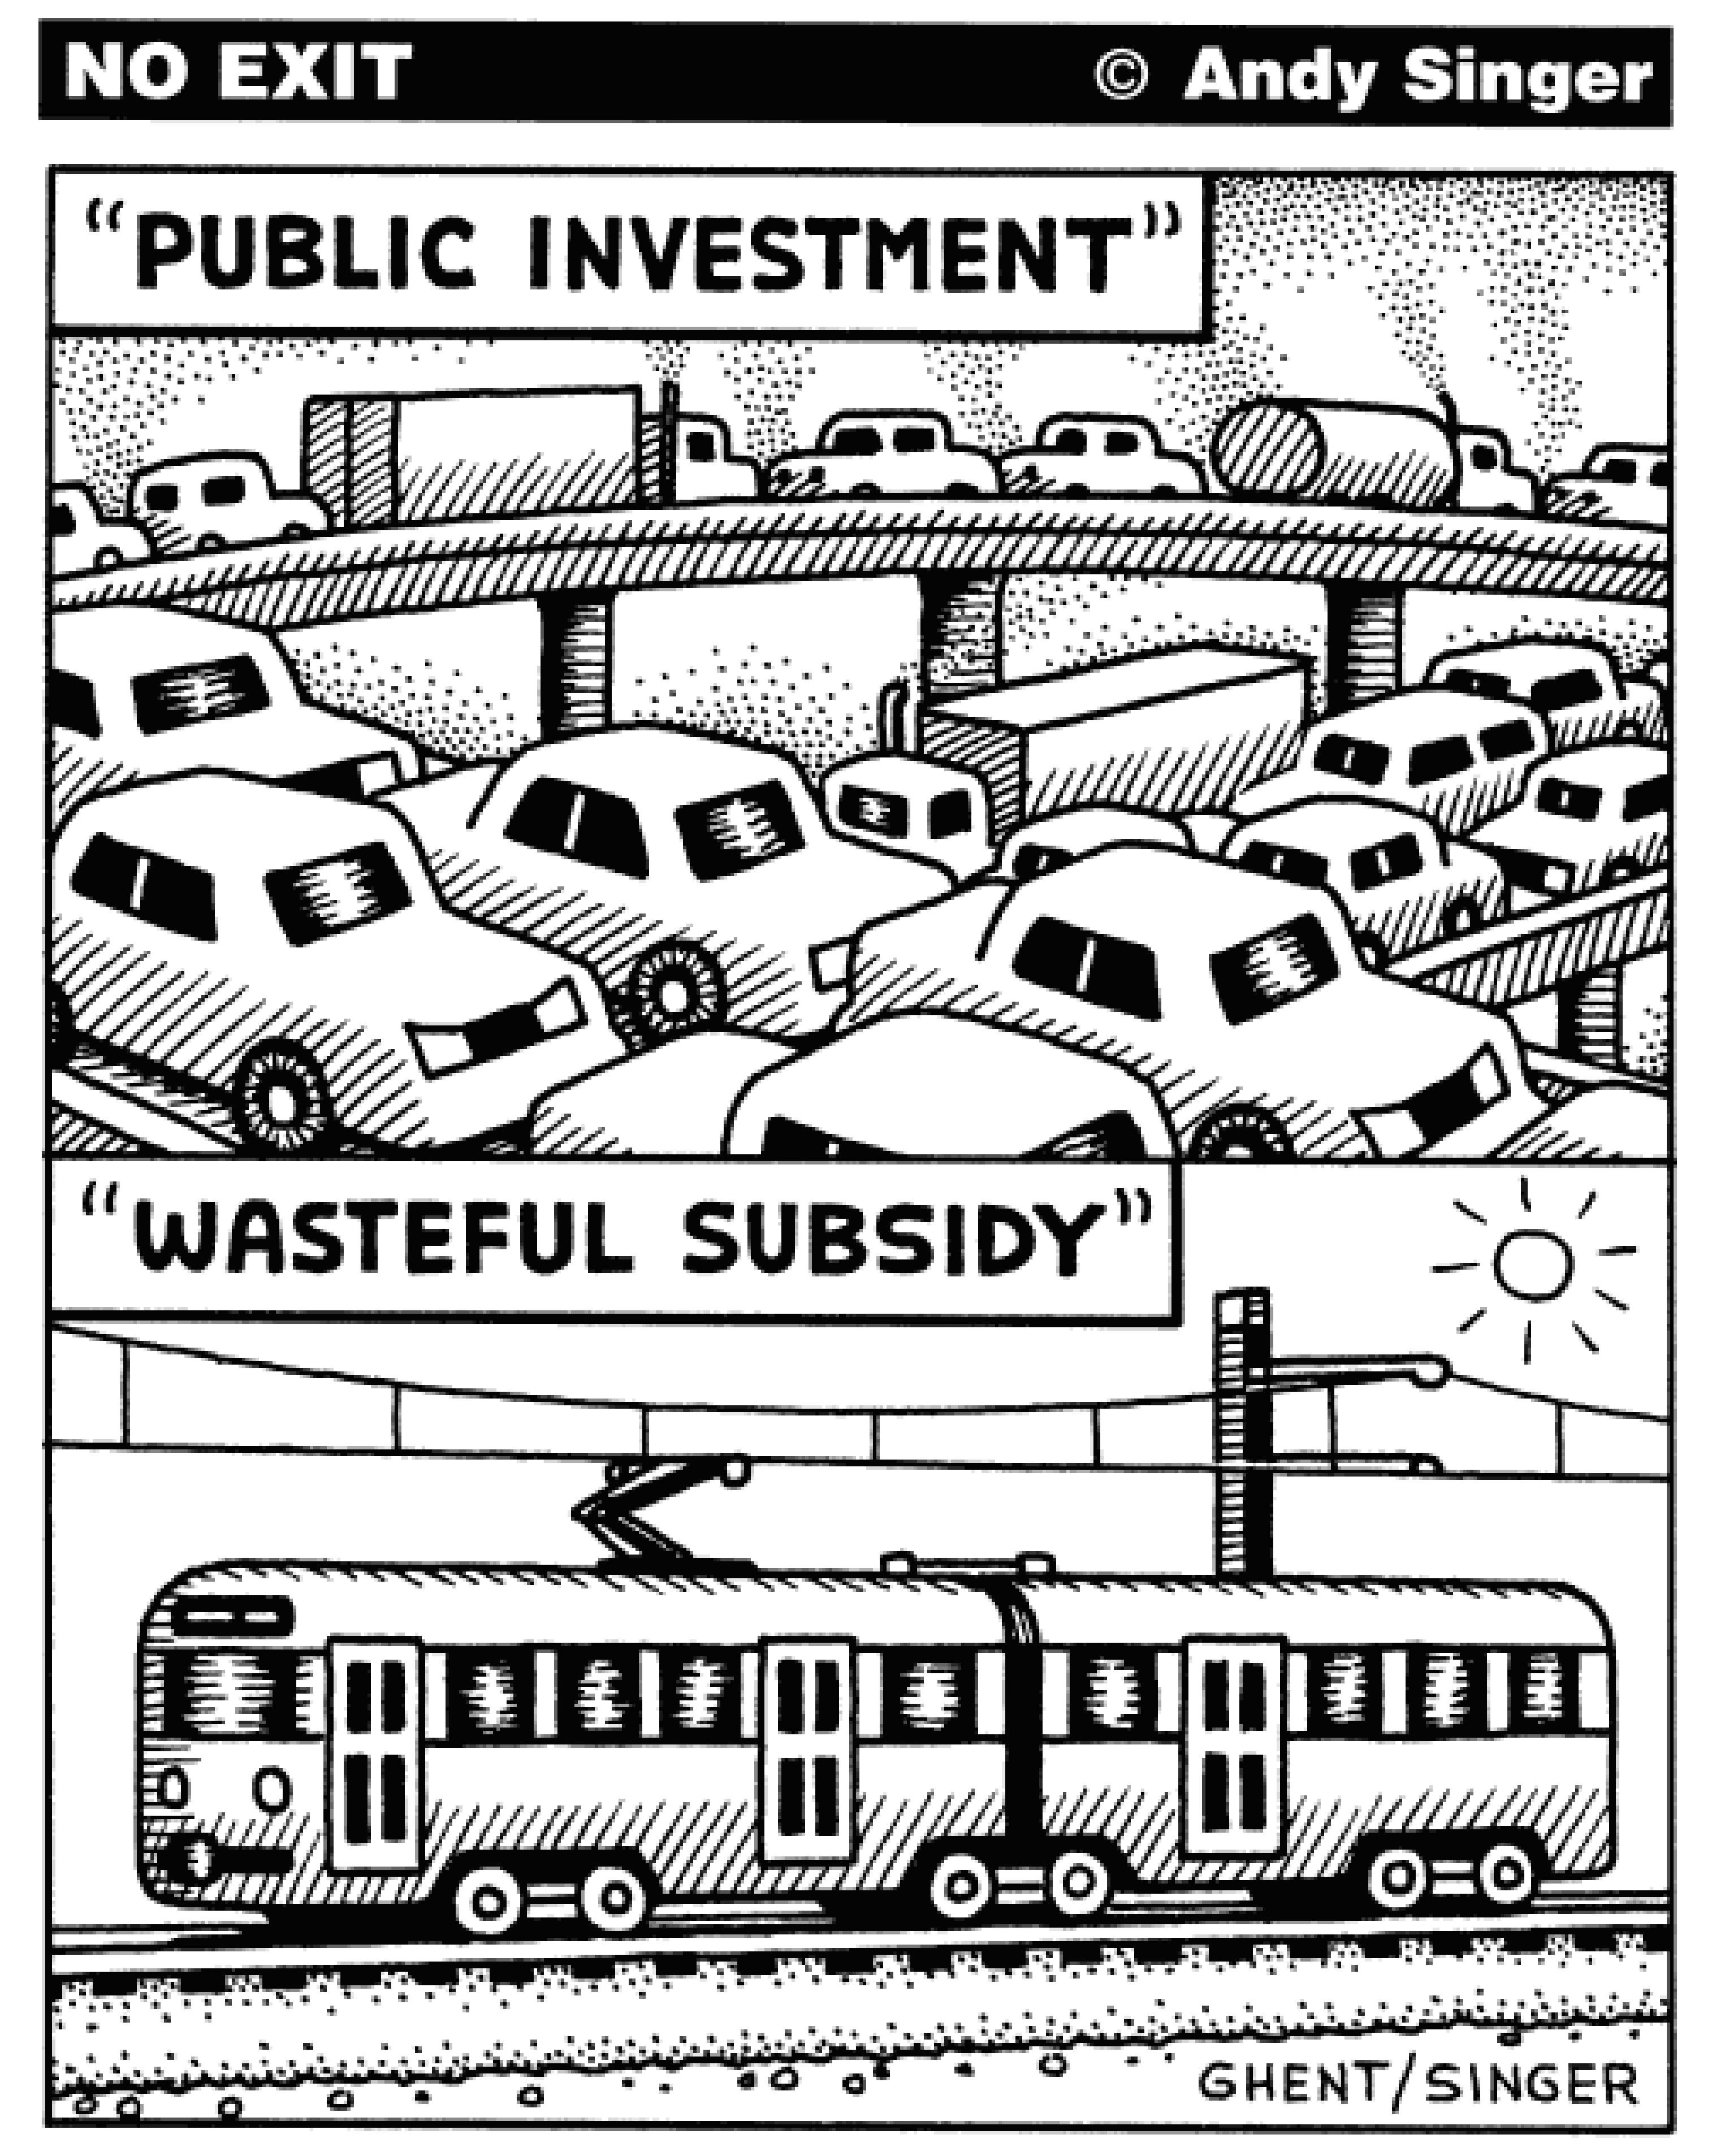 NO EXIT © Andy Singer
“PUBLIC INVESTMENT”
“WASTEFUL SUBSIDY”
GHENT/SINGER